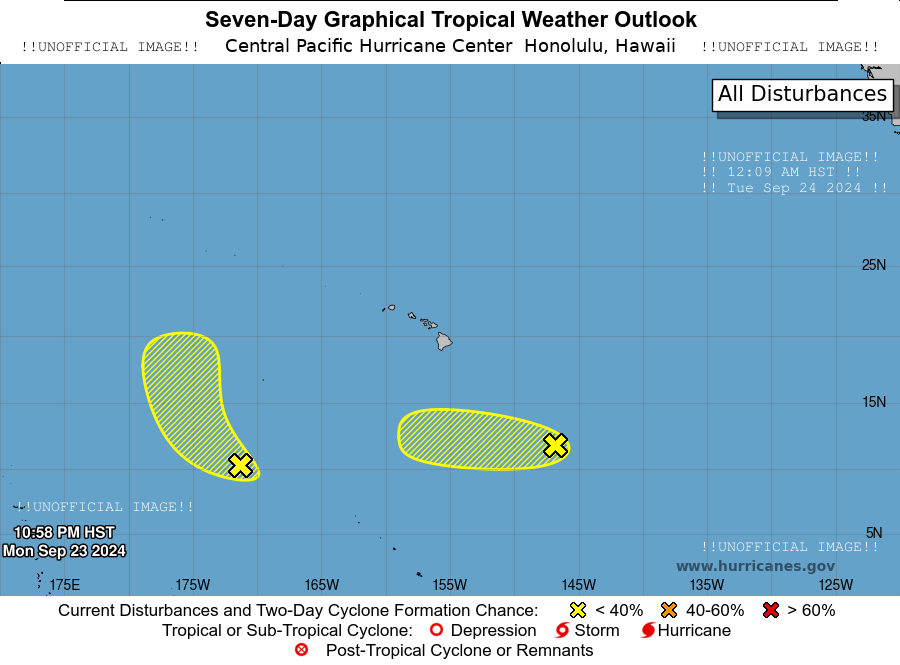 Seven-Day Graphical Tropical Weather Outlook
!!UNOFFICIAL IMAGE!! Central Pacific Hurricane Center Honolulu, Hawaii !!UNOFFICIAL IMAGE!!
All Disturbances
35N
!!UNOFFICIAL IMAGE!!
!! 12:09 AM HST !!
!! Tue Sep 24 2024 !!
25N
15N
!!UNOFFICIAL IMAGE!!
10:58 PM HST
Mon Sep 23 2024
5N
!!UNOFFICIAL IMAGE!!
www.hurricanes.gov
175E 175W 165W 155W 145W 135W 125W
Current Disturbances and Two-Day Cyclone Formation Chance: < 40% 40-60% > 60%
Tropical or Sub-Tropical Cyclone: Depression Storm Hurricane
Post-Tropical Cyclone or Remnants